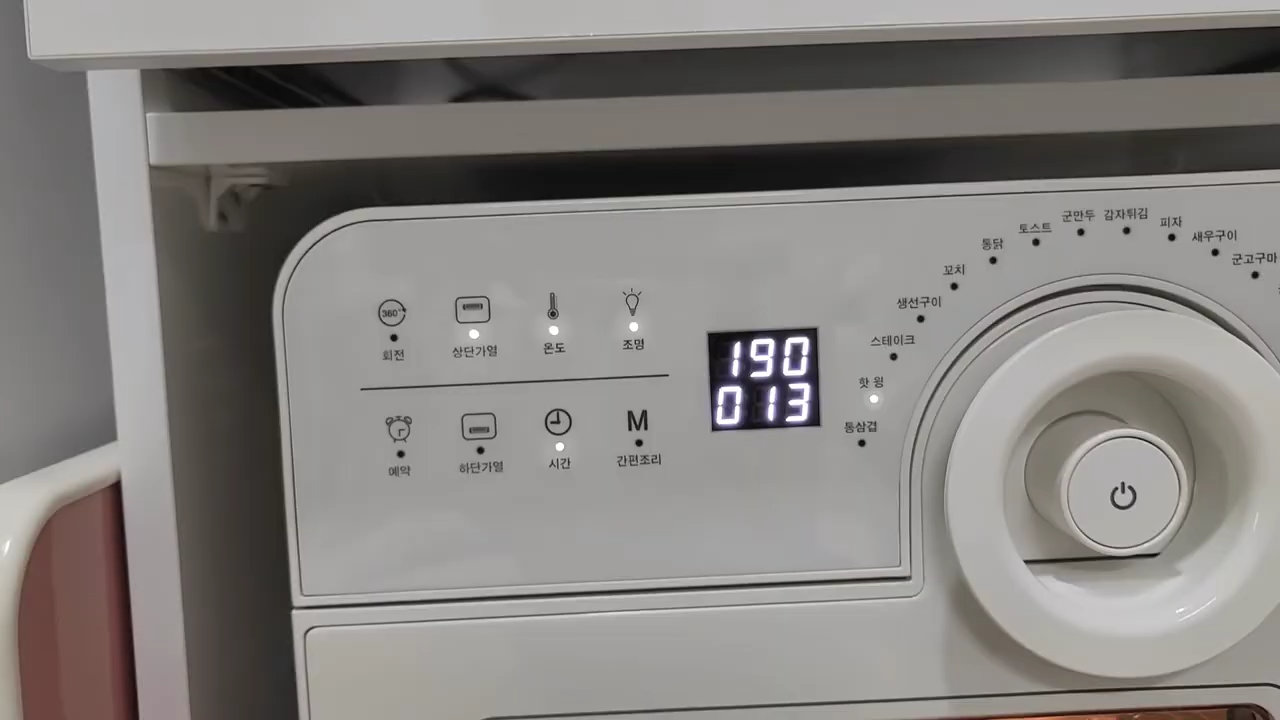 360°
회전
상단가열
온도
조명
예약
하단가열
시간
M
간편조리
190
013
통삼겹
핫 윙
스테이크
생선구이
꼬치
통닭
토스트
군만두
감자튀김
피자
새우구이
군고구마